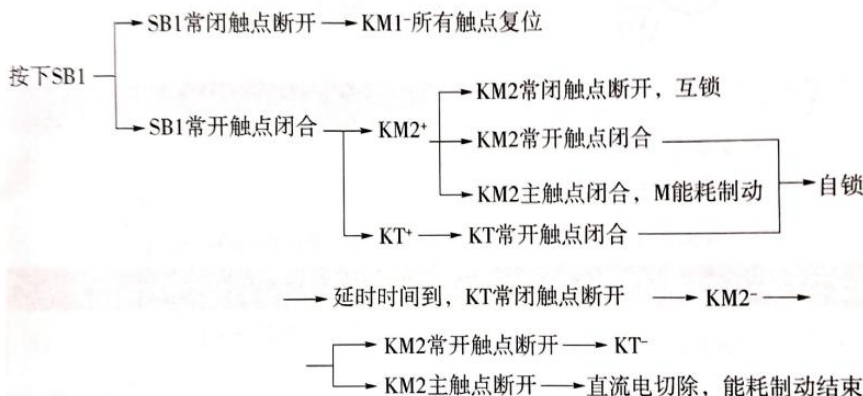 SB1常闭触点断开 → KM1⁻所有触点复位
按下SB1
KM2常闭触点断开，互锁
SB1常开触点闭合 → KM2⁺ → KM2常开触点闭合
KM2主触点闭合，M能耗制动 → 自锁
KT⁺ → KT常开触点闭合
→ 延时时间到，KT常闭触点断开 → KM2⁻ →
KM2常开触点断开 → KT⁻
KM2主触点断开 → 直流电切除，能耗制动结束